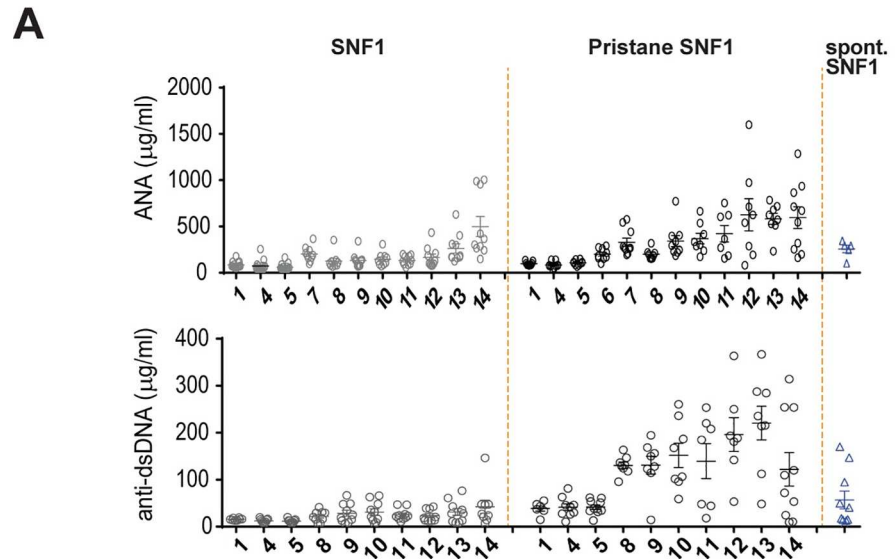 A
SNF1 Pristane SNF1 spont.
SNF1
ANA (μg/ml)
2000
1500
1000
500
0
1 4 5 7 8 9 10 11 12 13 14 1 4 5 6 7 8 9 10 11 12 13 14
anti-dsDNA (μg/ml)
400
300
200
100
0
1 4 5 8 9 10 11 12 13 14 1 4 5 8 9 10 11 12 13 14